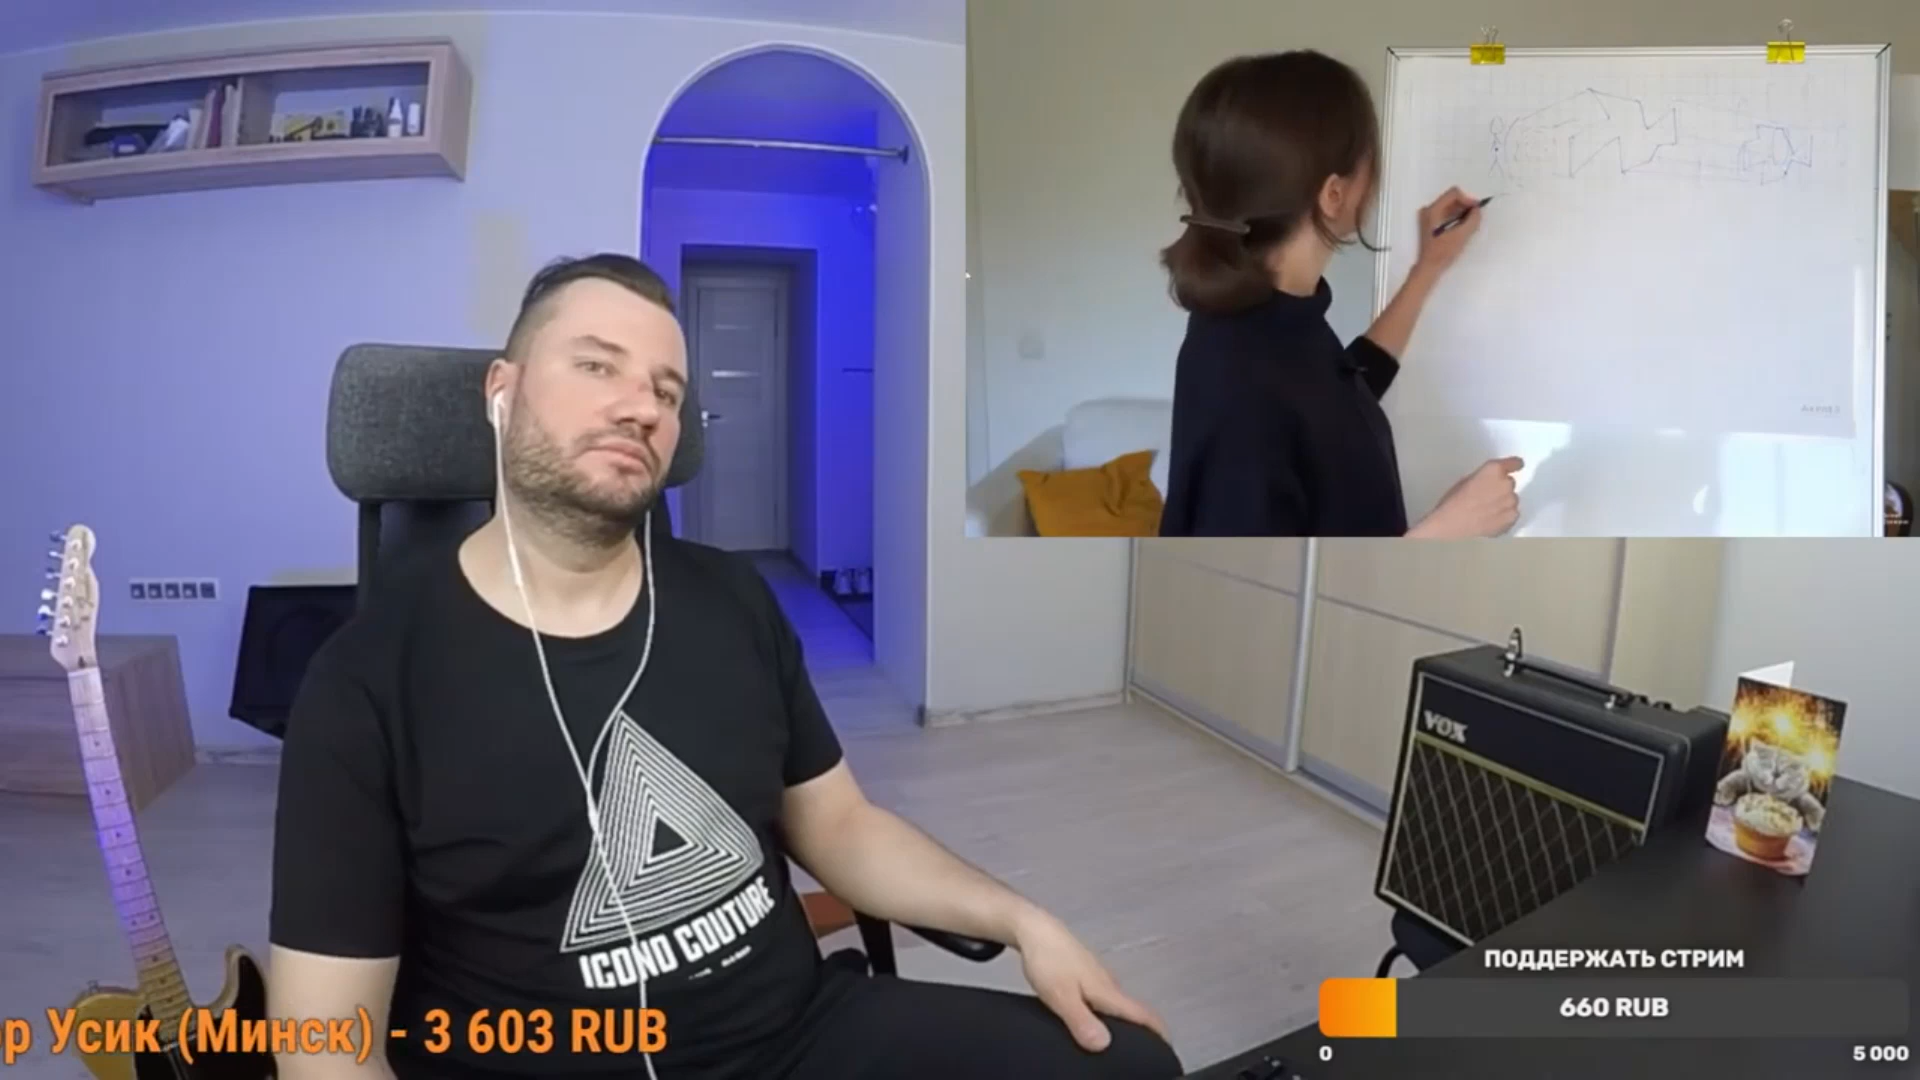 VOX
ICONO COUTURE
ПОДДЕРЖАТЬ СТРИМ
660 RUB
0
5 000
р Усик (Минск) - 3 603 RUB